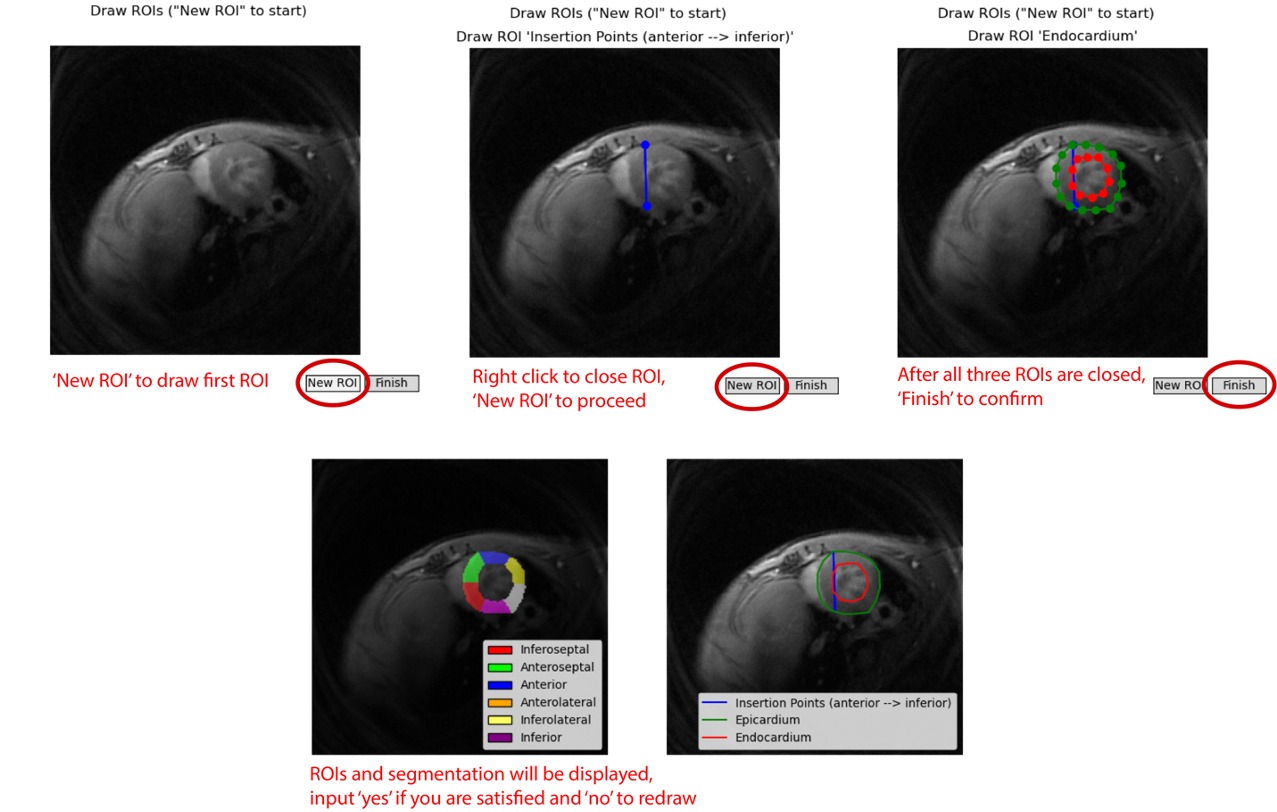 Draw ROIs ("New ROI" to start)
Draw ROIs ("New ROI" to start)
Draw ROI 'Insertion Points (anterior --> inferior)'
Draw ROIs ("New ROI" to start)
Draw ROI 'Endocardium'
‘New ROI’ to draw first ROI
New ROI
Finish
Right click to close ROI,
‘New ROI’ to proceed
New ROI
Finish
After all three ROIs are closed,
‘Finish’ to confirm
New ROI
Finish
Inferoseptal
Anteroseptal
Anterior
Anterolateral
Inferolateral
Inferior
Insertion Points (anterior --> inferior)
Epicardium
Endocardium
ROIs and segmentation will be displayed,
input ‘yes’ if you are satisfied and ‘no’ to redraw